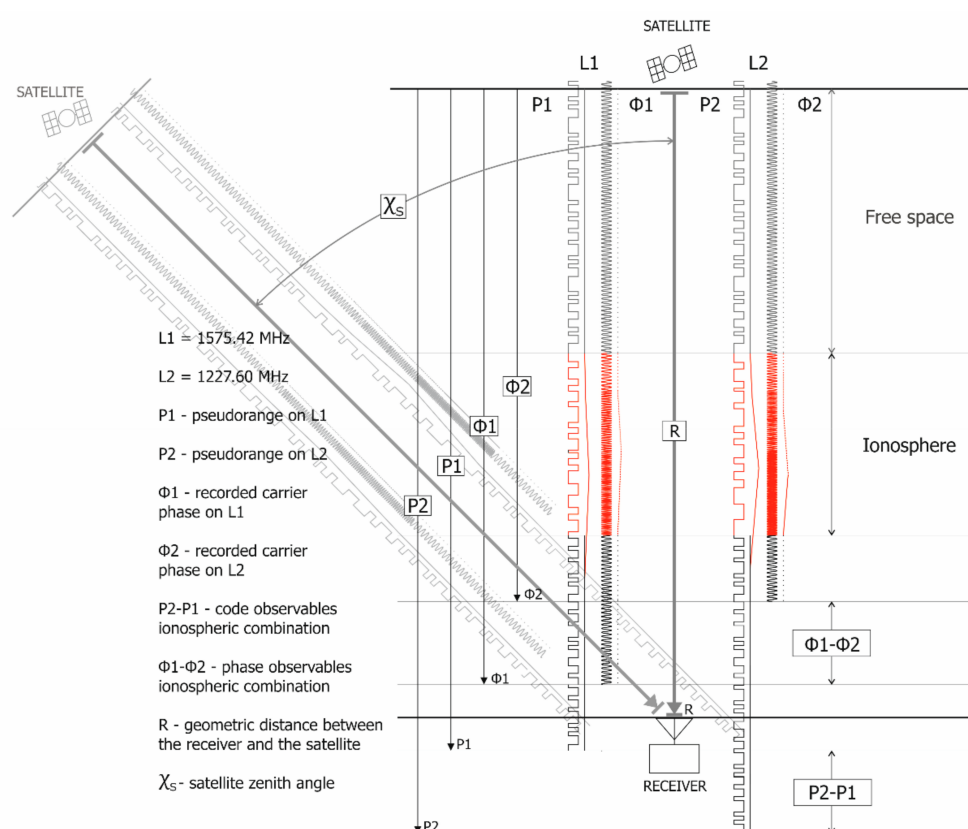 SATELLITE
L1
L2
SATELLITE
P1
Φ1
P2
Φ2
χS
Free space
L1 = 1575.42 MHz
L2 = 1227.60 MHz
Φ2
P1 - pseudorange on L1
Φ1
R
Ionosphere
P2 - pseudorange on L2
P1
Φ1 - recorded carrier
phase on L1
P2
Φ2 - recorded carrier
phase on L2
Φ2
P2-P1 - code observables
ionospheric combination
Φ1-Φ2
Φ1-Φ2 - phase observables
ionospheric combination
Φ1
R - geometric distance between
the receiver and the satellite
R
P1
χS - satellite zenith angle
RECEIVER
P2-P1
P2